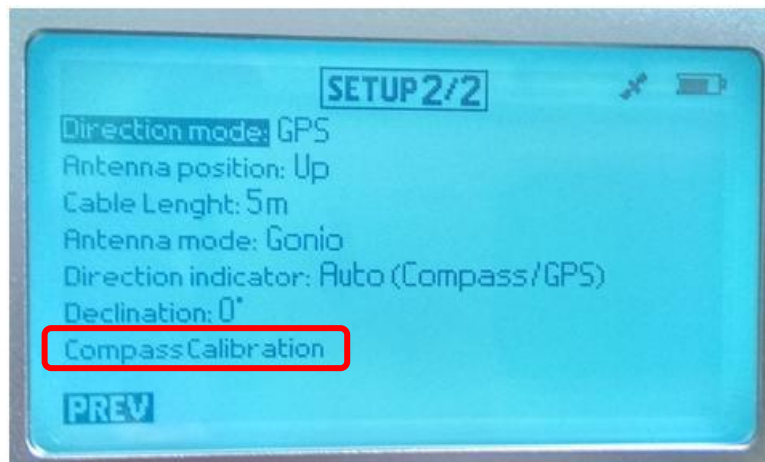 SETUP 2/2
Direction mode: GPS
Antenna position: Up
Cable Lenght: 5m
Antenna mode: Gonio
Direction indicator: Auto (Compass/GPS)
Declination: 0°
Compass Calibration
PREV